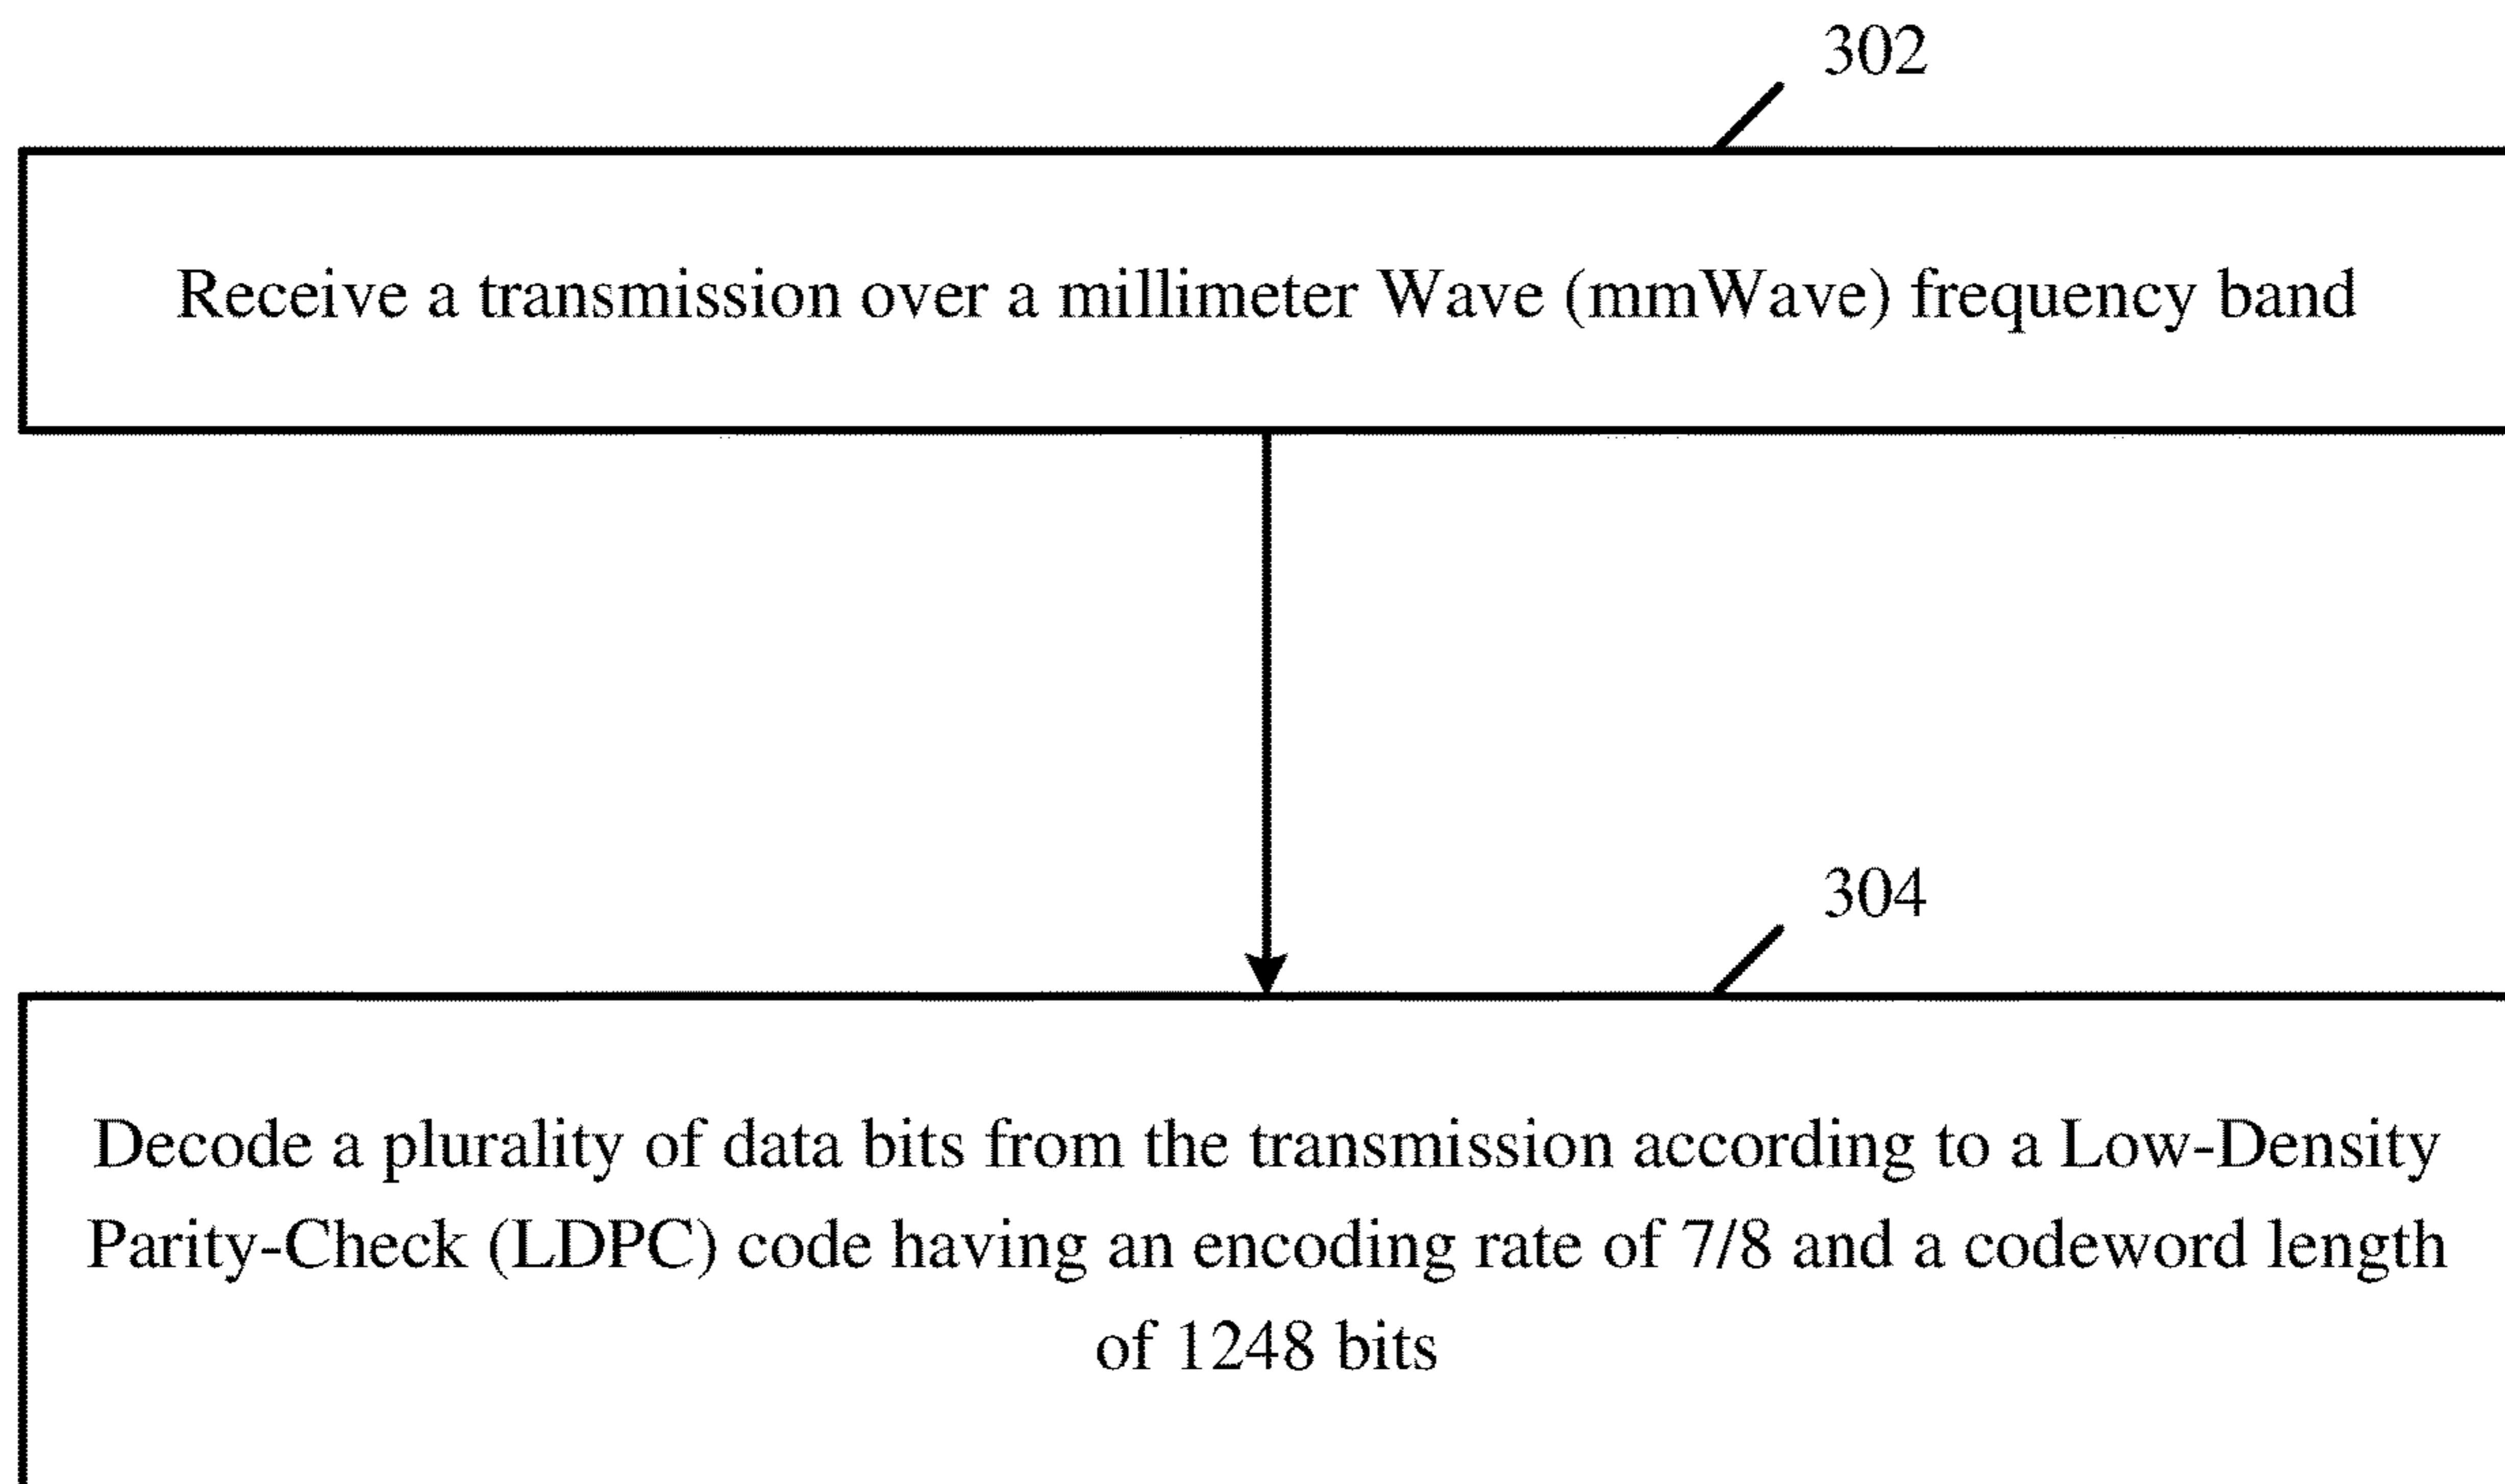 302
Receive a transmission over a millimeter Wave (mmWave) frequency band
304
Decode a plurality of data bits from the transmission according to a Low-Density
Parity-Check (LDPC) code having an encoding rate of 7/8 and a codeword length
of 1248 bits